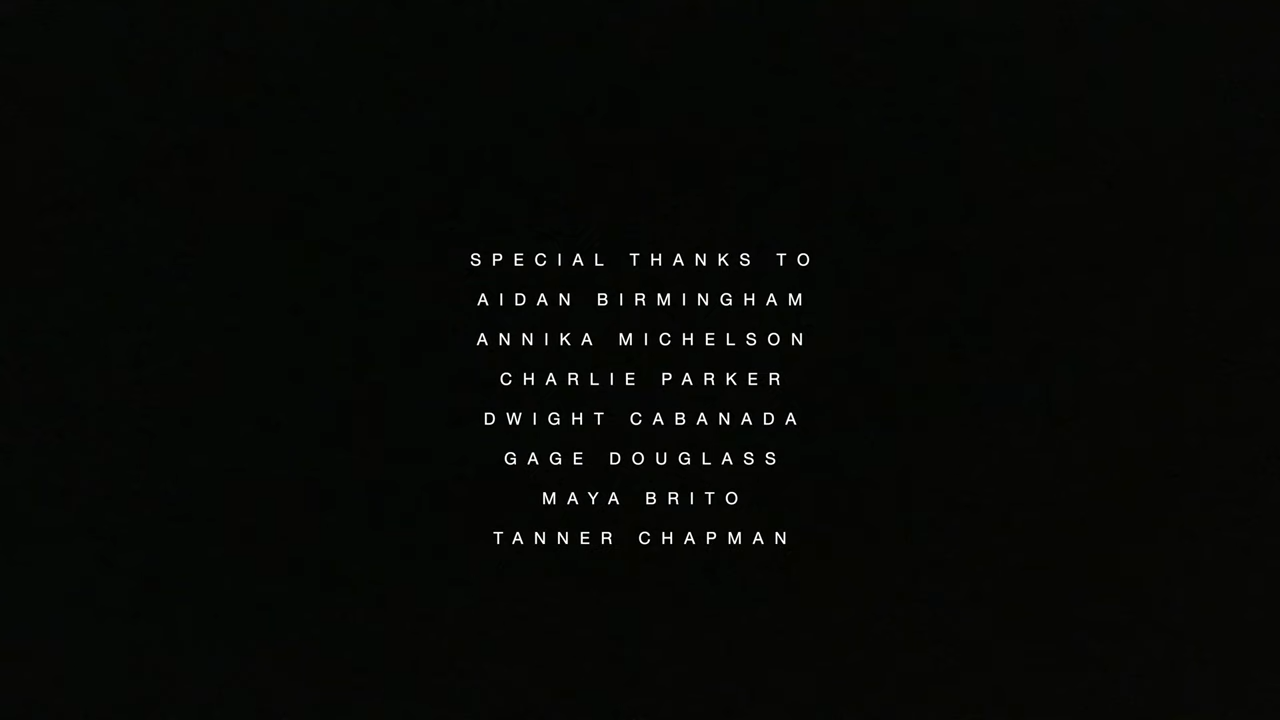 SPECIAL THANKS TO
AIDAN BIRMINGHAM
ANNIKA MICHELSON
CHARLIE PARKER
DWIGHT CABANADA
GAGE DOUGLASS
MAYA BRITO
TANNER CHAPMAN